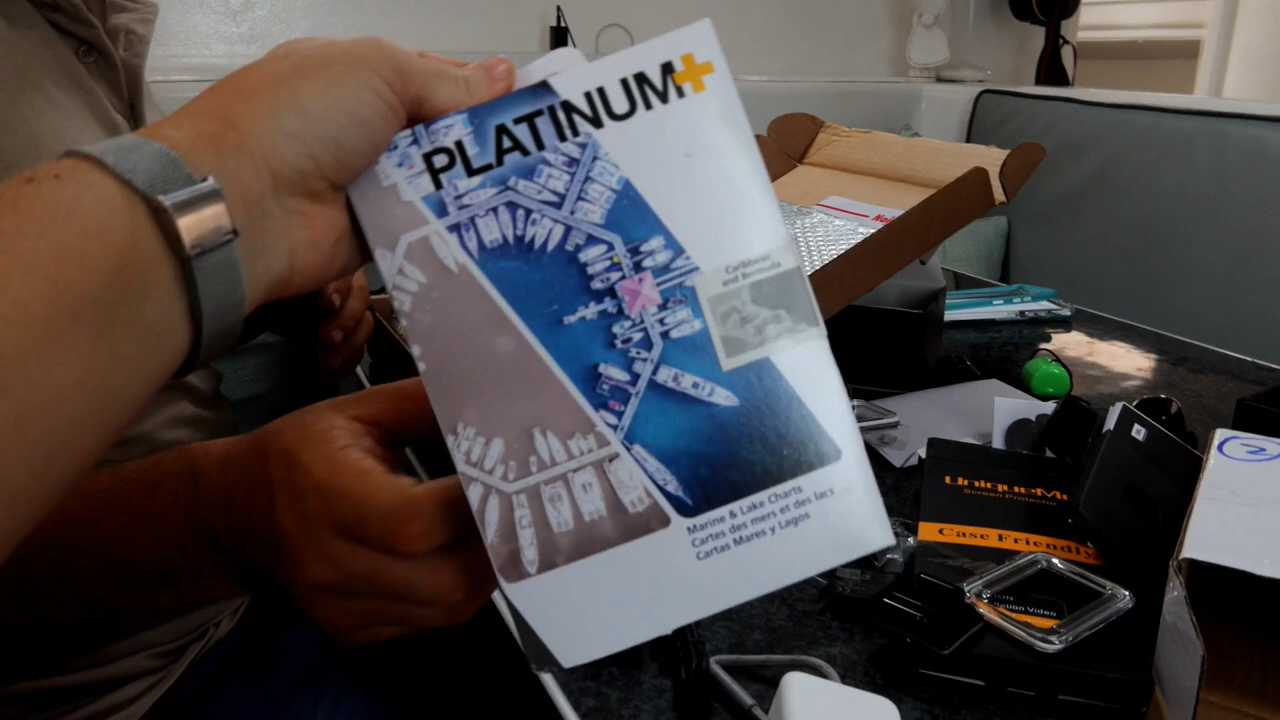 PLATINUM+
Caribbean
and Bermuda
Marine & Lake Charts
Cartes des mers et des lacs
Cartas Mares y Lagos
Screen Protector
Case Friendly